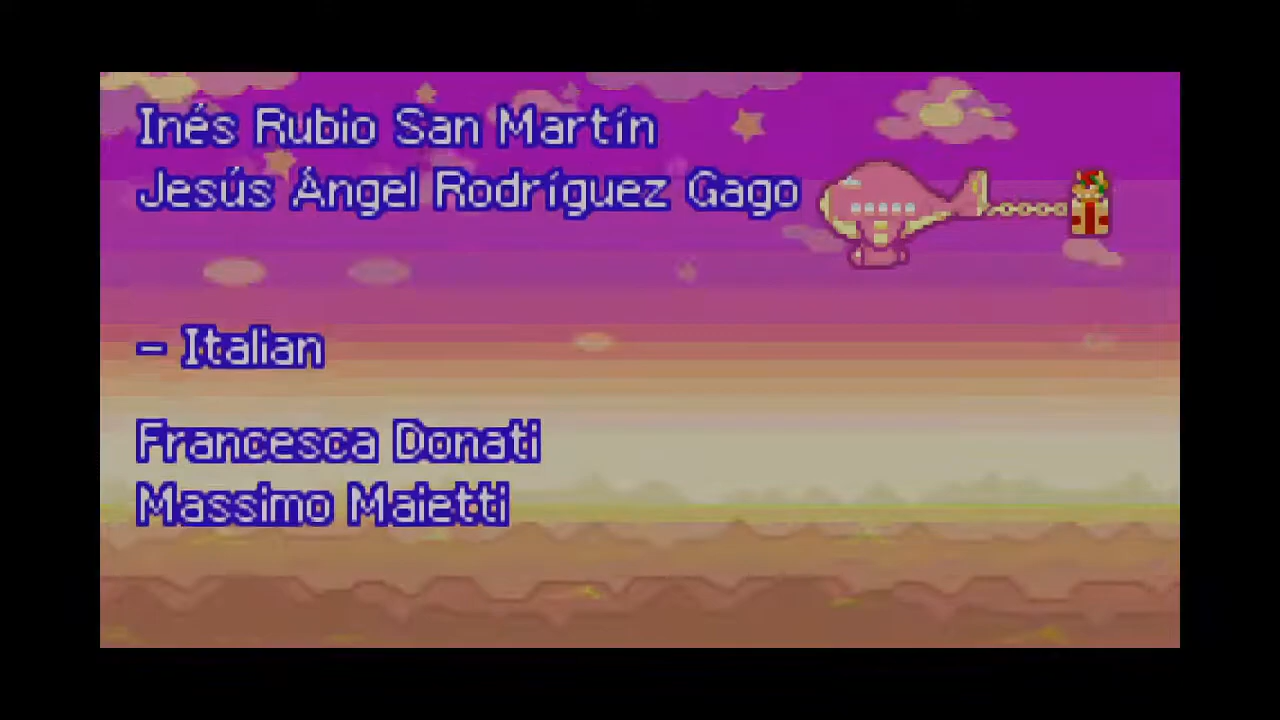 Inés Rubio San Martín
Jesús Ángel Rodríguez Gago
- Italian
Francesca Donati
Massimo Maietti